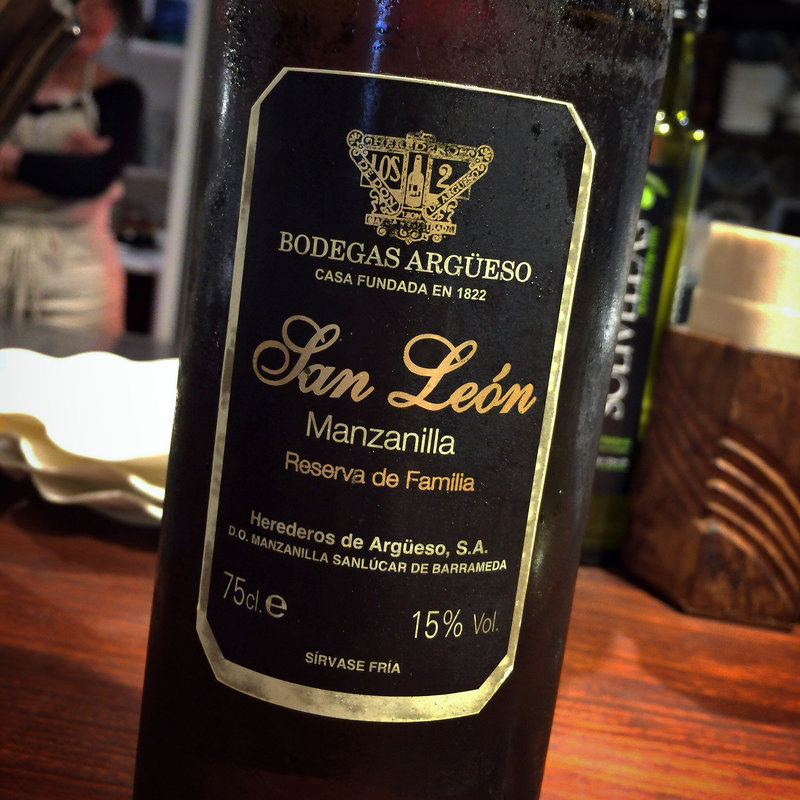 LOS 2
BODEGAS ARGÜESO
CASA FUNDADA EN 1822
San León
Manzanilla
Reserva de Familia
Herederos de Argüeso, S.A.
D.O. MANZANILLA SANLÚCAR DE BARRAMEDA
75cl. e
15% Vol.
SÍRVASE FRÍA